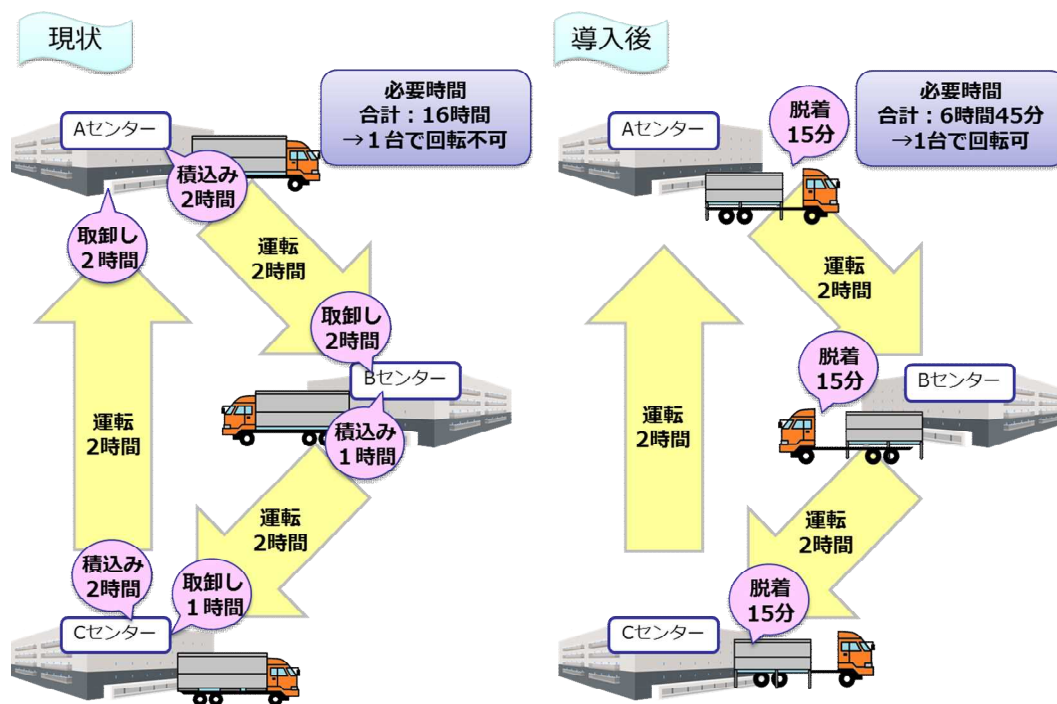 現状
必要時間
合計：16時間
→１台で回転不可
Aセンター
積込み
2時間
取卸し
２時間
運転
2時間
取卸し
2時間
Bセンター
積込み
１時間
運転
2時間
運転
2時間
積込み
2時間
取卸し
１時間
Cセンター
導入後
必要時間
合計：6時間45分
→１台で回転可
脱着
15分
Aセンター
運転
2時間
脱着
15分
Bセンター
運転
2時間
運転
2時間
脱着
15分
Cセンター